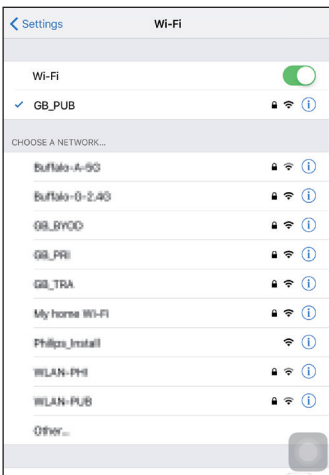 Settings
Wi-Fi
Wi-Fi
GB_PUB
CHOOSE A NETWORK...
Buffalo-A-5G
Buffalo-G-2.4G
GB_BYOD
GB_PRI
GB_TRA
My home Wi-Fi
Philips_Install
WLAN-PHI
WLAN-PUB
Other...